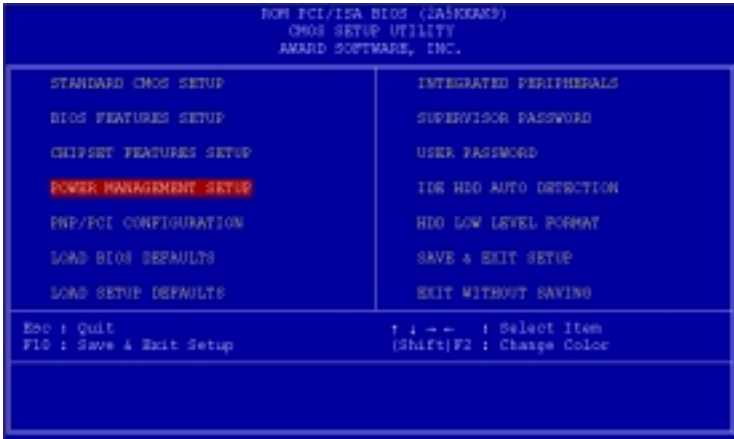 ROM PCI/ISA BIOS (2A5KKAK9)
CMOS SETUP UTILITY
AWARD SOFTWARE, INC.
STANDARD CMOS SETUP
BIOS FEATURES SETUP
CHIPSET FEATURES SETUP
POWER MANAGEMENT SETUP
PNP/PCI CONFIGURATION
LOAD BIOS DEFAULTS
LOAD SETUP DEFAULTS
INTEGRATED PERIPHERALS
SUPERVISOR PASSWORD
USER PASSWORD
IDE HDD AUTO DETECTION
HDD LOW LEVEL FORMAT
SAVE & EXIT SETUP
EXIT WITHOUT SAVING
Esc : Quit
F10 : Save & Exit Setup
↑ ↓ → ← : Select Item
(Shift)F2 : Change Color